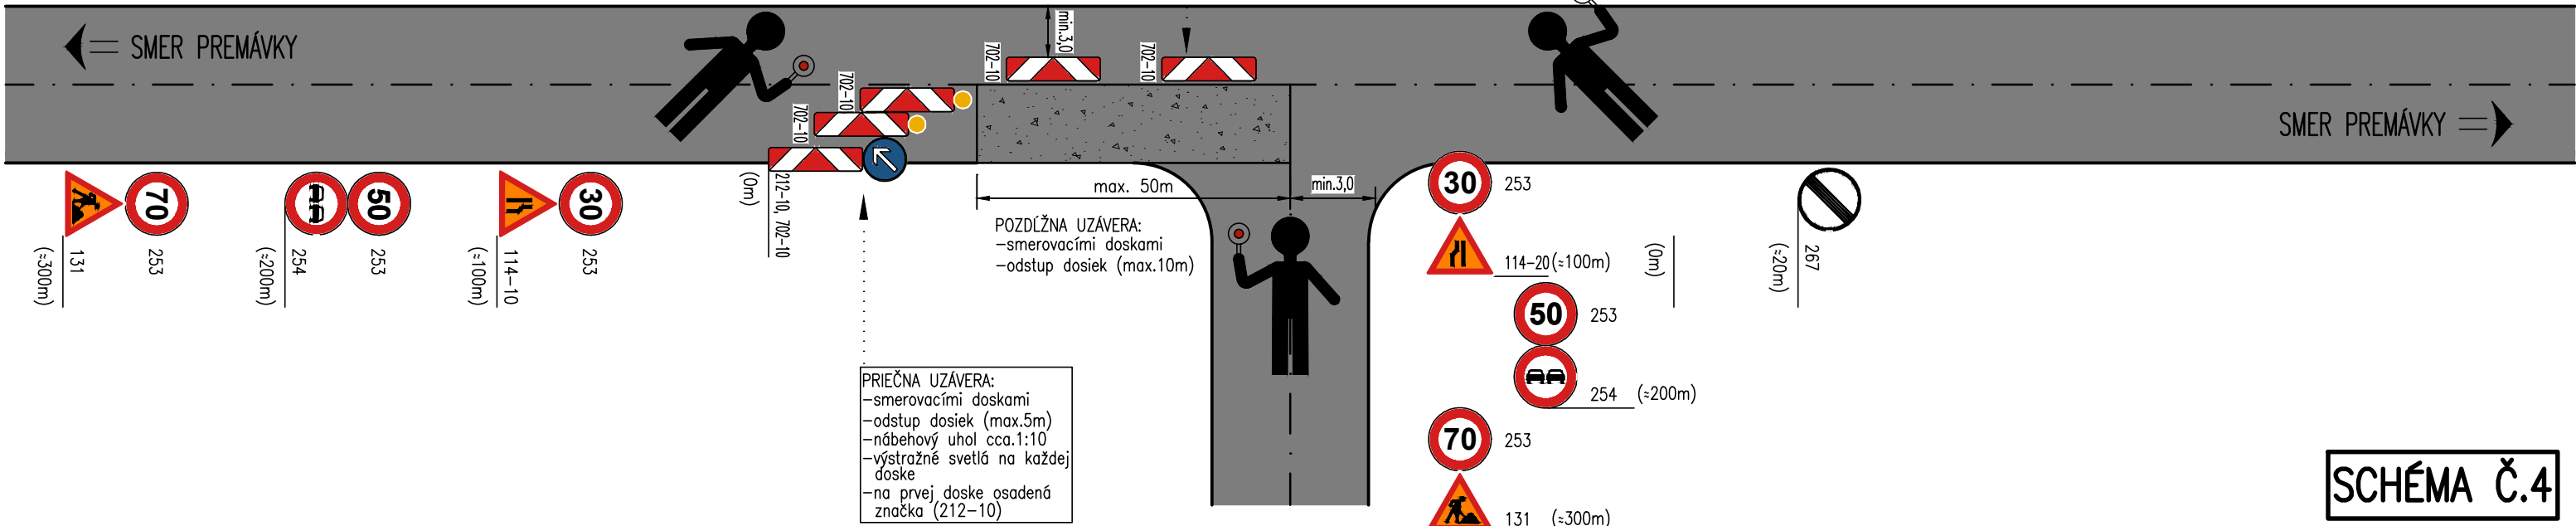 SMER PREMÁVKY
min.3,0
702-10
702-10
702-10
702-10
SMER PREMÁVKY
702-10
212-10, 702-10
(0m)
70
131
253
(≈300m)
50
254
253
(≈200m)
30
114-10
253
(≈100m)
max. 50m
min.3,0
POZDĹŽNA UZÁVERA:
-smerovacími doskami
-odstup dosiek (max.10m)
PRIEČNA UZÁVERA:
-smerovacími doskami
-odstup dosiek (max.5m)
-nábehový uhol cca.1:10
-výstražné svetlá na každej
doske
-na prvej doske osadená
značka (212-10)
30 253
114-20(≈100m)
(0m)
50 253
254 (≈200m)
70 253
131 (≈300m)
267
(≈20m)
SCHÉMA Č.4